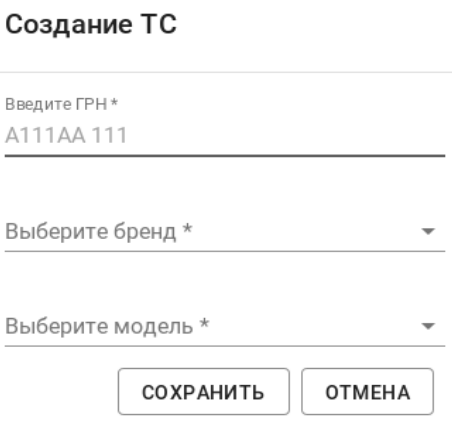 Создание ТС
Введите ГРН *
А111АА 111
Выберите бренд *
Выберите модель *
СОХРАНИТЬ
ОТМЕНА